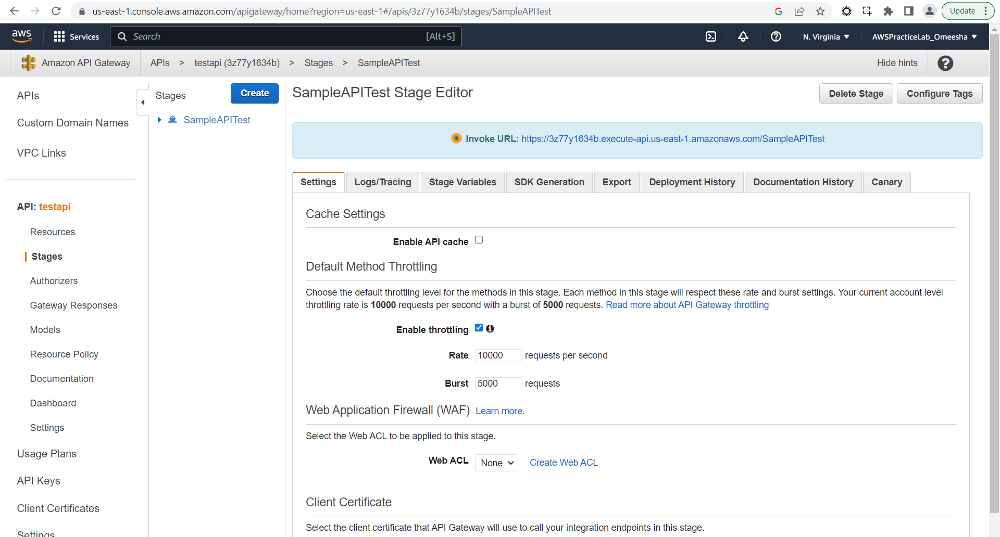 us-east-1.console.aws.amazon.com/apigateway/home?region=us-east-1#/apis/3z77y1634b/stages/SampleAPITest
Update
aws
Services
Search
[Alt+S]
N. Virginia
AWSPracticeLab_Omeesha
Amazon API Gateway
APIs > testapi (3z77y1634b) > Stages > SampleAPITest
Hide hints
APIs
Custom Domain Names
VPC Links
API: testapi
Resources
Stages
Authorizers
Gateway Responses
Models
Resource Policy
Documentation
Dashboard
Settings
Usage Plans
API Keys
Client Certificates
Settings
Stages
Create
SampleAPITest
SampleAPITest Stage Editor
Delete Stage
Configure Tags
Invoke URL: https://3z77y1634b.execute-api.us-east-1.amazonaws.com/SampleAPITest
Settings
Logs/Tracing
Stage Variables
SDK Generation
Export
Deployment History
Documentation History
Canary
Cache Settings
Enable API cache
Default Method Throttling
Choose the default throttling level for the methods in this stage. Each method in this stage will respect these rate and burst settings. Your current account level
throttling rate is 10000 requests per second with a burst of 5000 requests. Read more about API Gateway throttling
Enable throttling
Rate 10000 requests per second
Burst 5000 requests
Web Application Firewall (WAF) Learn more.
Select the Web ACL to be applied to this stage.
Web ACL None Create Web ACL
Client Certificate
Select the client certificate that API Gateway will use to call your integration endpoints in this stage.